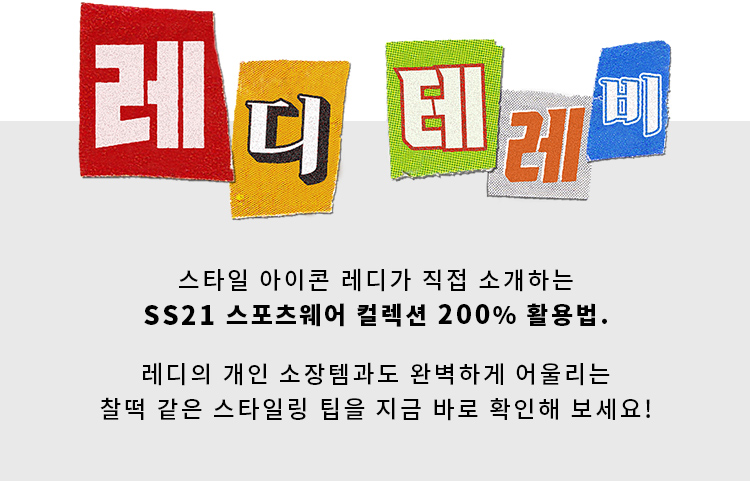 레디 테레비
스타일 아이콘 레디가 직접 소개하는
SS21 스포츠웨어 컬렉션 200% 활용법.
레디의 개인 소장템과도 완벽하게 어울리는
찰떡 같은 스타일링 팁을 지금 바로 확인해 보세요!